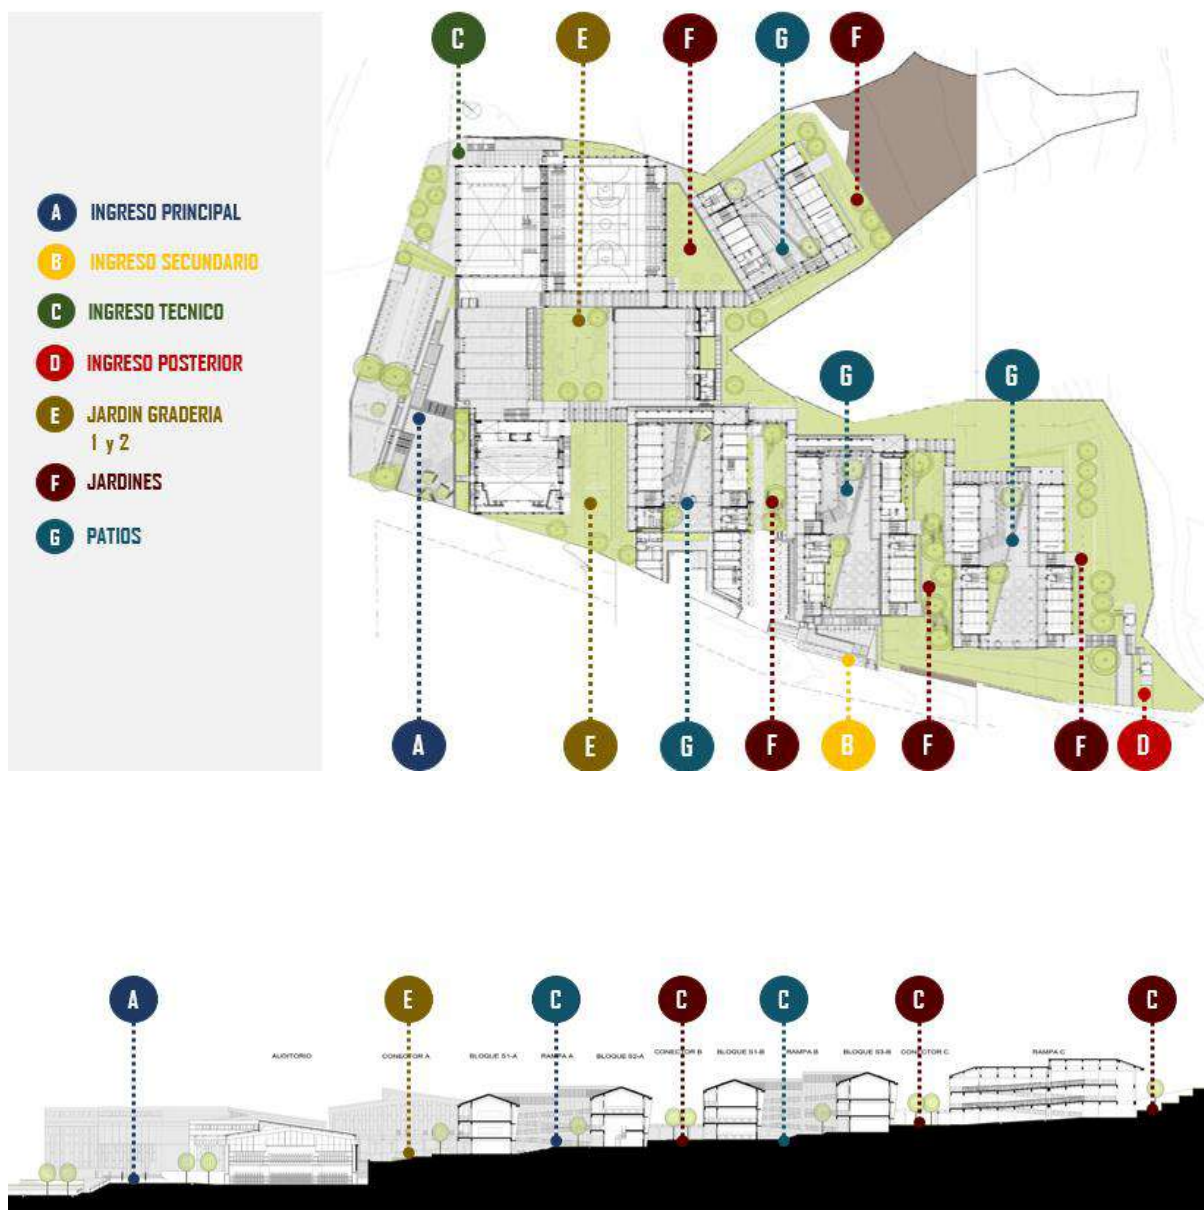 C E F G F
A INGRESO PRINCIPAL
B INGRESO SECUNDARIO
C INGRESO TECNICO
D INGRESO POSTERIOR
E JARDIN GRADERIA
1 y 2
F JARDINES
G PATIOS
G G
A E G F B F F D
A E C C C C C
AUDITORIO CONECTOR A BLOQUE S1-A RAMPA A BLOQUE S2-A CONECTOR B BLOQUE S1-B RAMPA B BLOQUE S3-B CONECTOR C RAMPA C